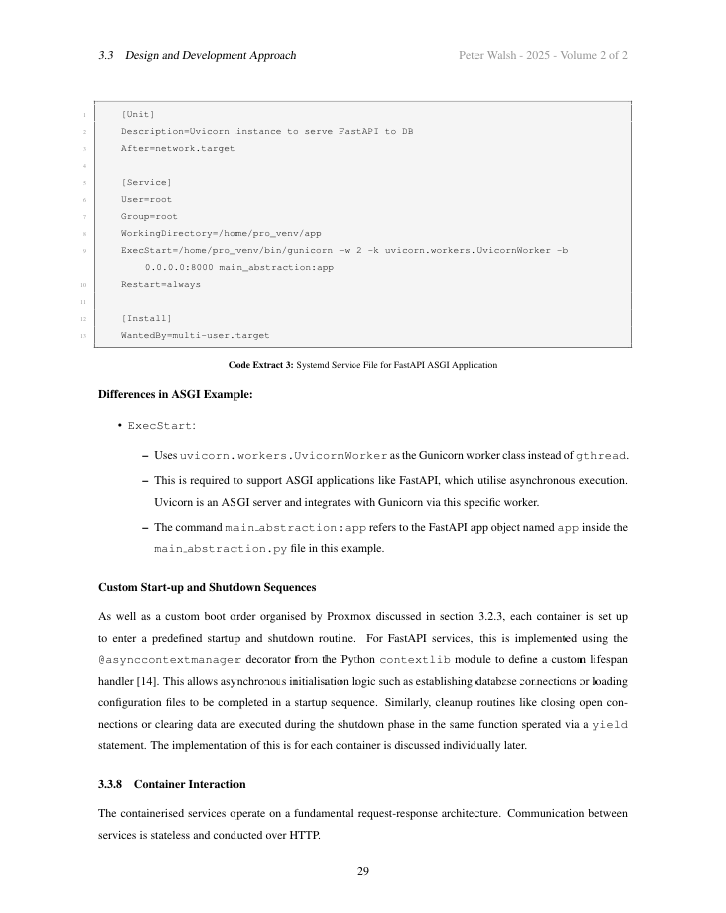 3.3 Design and Development Approach Peter Walsh - 2025 - Volume 2 of 2
1 [Unit]
2 Description=Uvicorn instance to serve FastAPI to DB
3 After=network.target
4
5 [Service]
6 User=root
7 Group=root
8 WorkingDirectory=/home/pro_venv/app
9 ExecStart=/home/pro_venv/bin/gunicorn -w 2 -k uvicorn.workers.UvicornWorker -b
0.0.0.0:8000 main_abstraction:app
10 Restart=always
11
12 [Install]
13 WantedBy=multi-user.target
Code Extract 3: Systemd Service File for FastAPI ASGI Application
Differences in ASGI Example:
• ExecStart:
– Uses uvicorn.workers.UvicornWorker as the Gunicorn worker class instead of gthread.
– This is required to support ASGI applications like FastAPI, which utilise asynchronous execution.
Uvicorn is an ASGI server and integrates with Gunicorn via this specific worker.
– The command main_abstraction:app refers to the FastAPI app object named app inside the
main_abstraction.py file in this example.
Custom Start-up and Shutdown Sequences
As well as a custom boot order organised by Proxmox discussed in section 3.2.3, each container is set up
to enter a predefined startup and shutdown routine. For FastAPI services, this is implemented using the
@asynccontextmanager decorator from the Python contextlib module to define a custom lifespan
handler [14]. This allows asynchronous initialisation logic such as establishing database connections or loading
configuration files to be completed in a startup sequence. Similarly, cleanup routines like closing open con-
nections or clearing data are executed during the shutdown phase in the same function sperated via a yield
statement. The implementation of this is for each container is discussed individually later.
3.3.8 Container Interaction
The containerised services operate on a fundamental request-response architecture. Communication between
services is stateless and conducted over HTTP.
29